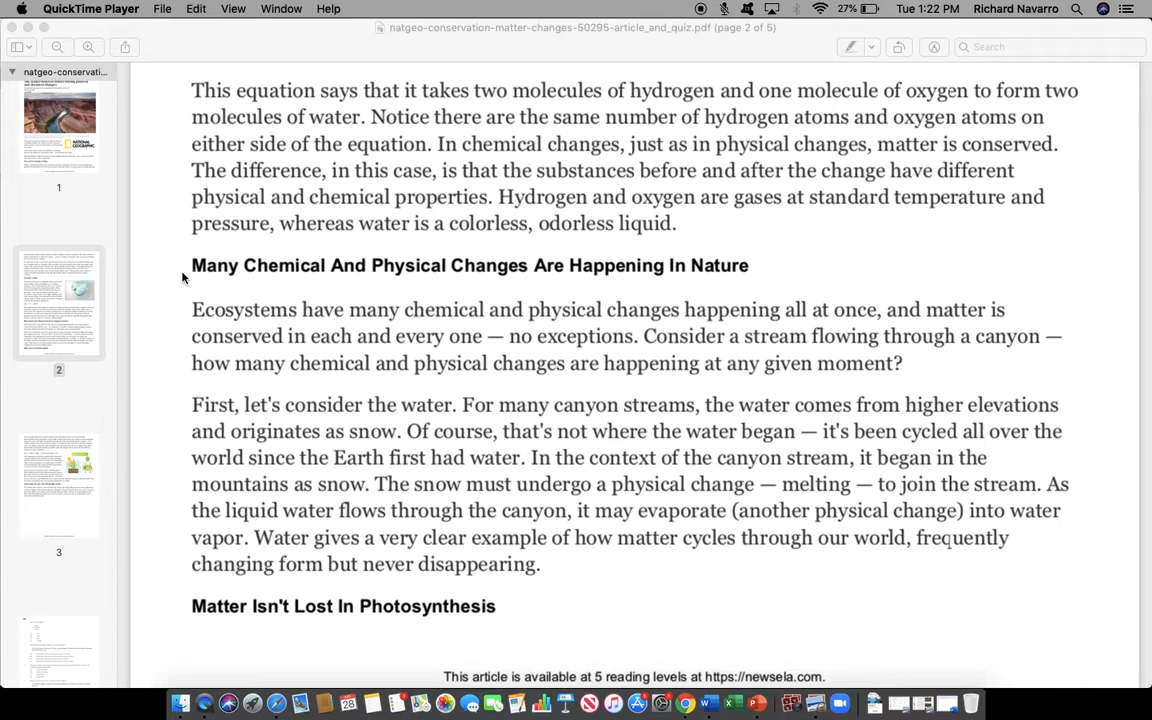 QuickTime Player File Edit View Window Help 27% Tue 1:22 PM Richard Navarro
natgeo-conservation-matter-changes-50295-article_and_quiz.pdf (page 2 of 5)
Search
natgeo-conservati...
NATIONAL
GEOGRAPHIC
1
2
3
This equation says that it takes two molecules of hydrogen and one molecule of oxygen to form two
molecules of water. Notice there are the same number of hydrogen atoms and oxygen atoms on
either side of the equation. In chemical changes, just as in physical changes, matter is conserved.
The difference, in this case, is that the substances before and after the change have different
physical and chemical properties. Hydrogen and oxygen are gases at standard temperature and
pressure, whereas water is a colorless, odorless liquid.
Many Chemical And Physical Changes Are Happening In Nature
Ecosystems have many chemical and physical changes happening all at once, and matter is
conserved in each and every one — no exceptions. Consider a stream flowing through a canyon —
how many chemical and physical changes are happening at any given moment?
First, let's consider the water. For many canyon streams, the water comes from higher elevations
and originates as snow. Of course, that's not where the water began — it's been cycled all over the
world since the Earth first had water. In the context of the canyon stream, it began in the
mountains as snow. The snow must undergo a physical change — melting — to join the stream. As
the liquid water flows through the canyon, it may evaporate (another physical change) into water
vapor. Water gives a very clear example of how matter cycles through our world, frequently
changing form but never disappearing.
Matter Isn't Lost In Photosynthesis
This article is available at 5 reading levels at https://newsela.com.
28